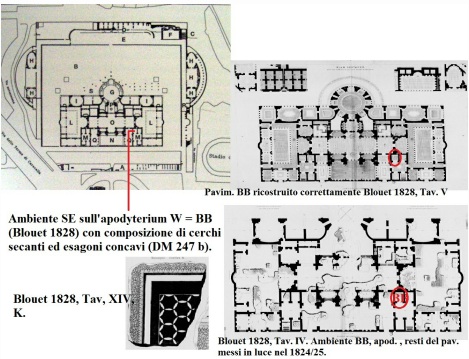 Pavim. BB ricostruito correttamente Blouet 1828, Tav. V
Ambiente SE sull'apodyterium W = BB
(Blouet 1828) con composizione di cerchi
secanti ed esagoni concavi (DM 247 b).
Blouet 1828, Tav, XIV,
K.
BB
Blouet 1828, Tav. IV. Ambiente BB, apod. , resti del pav.
messi in luce nel 1824/25.
D
E
F
C
H
H
H
H
H
H
S
G
I
I
L
O
L
M
Q
N
Q
M
A
Stadio